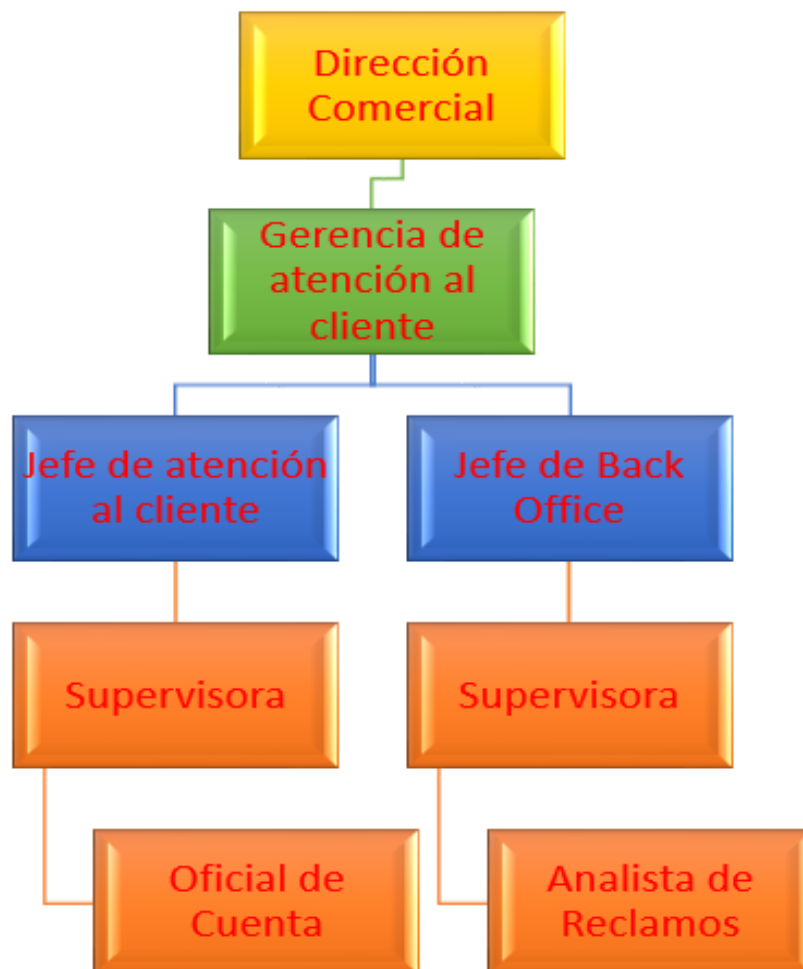 Dirección
Comercial
Gerencia de
atención al
cliente
Jefe de atención
al cliente
Jefe de Back
Office
Supervisora
Supervisora
Oficial de
Cuenta
Analista de
Reclamos